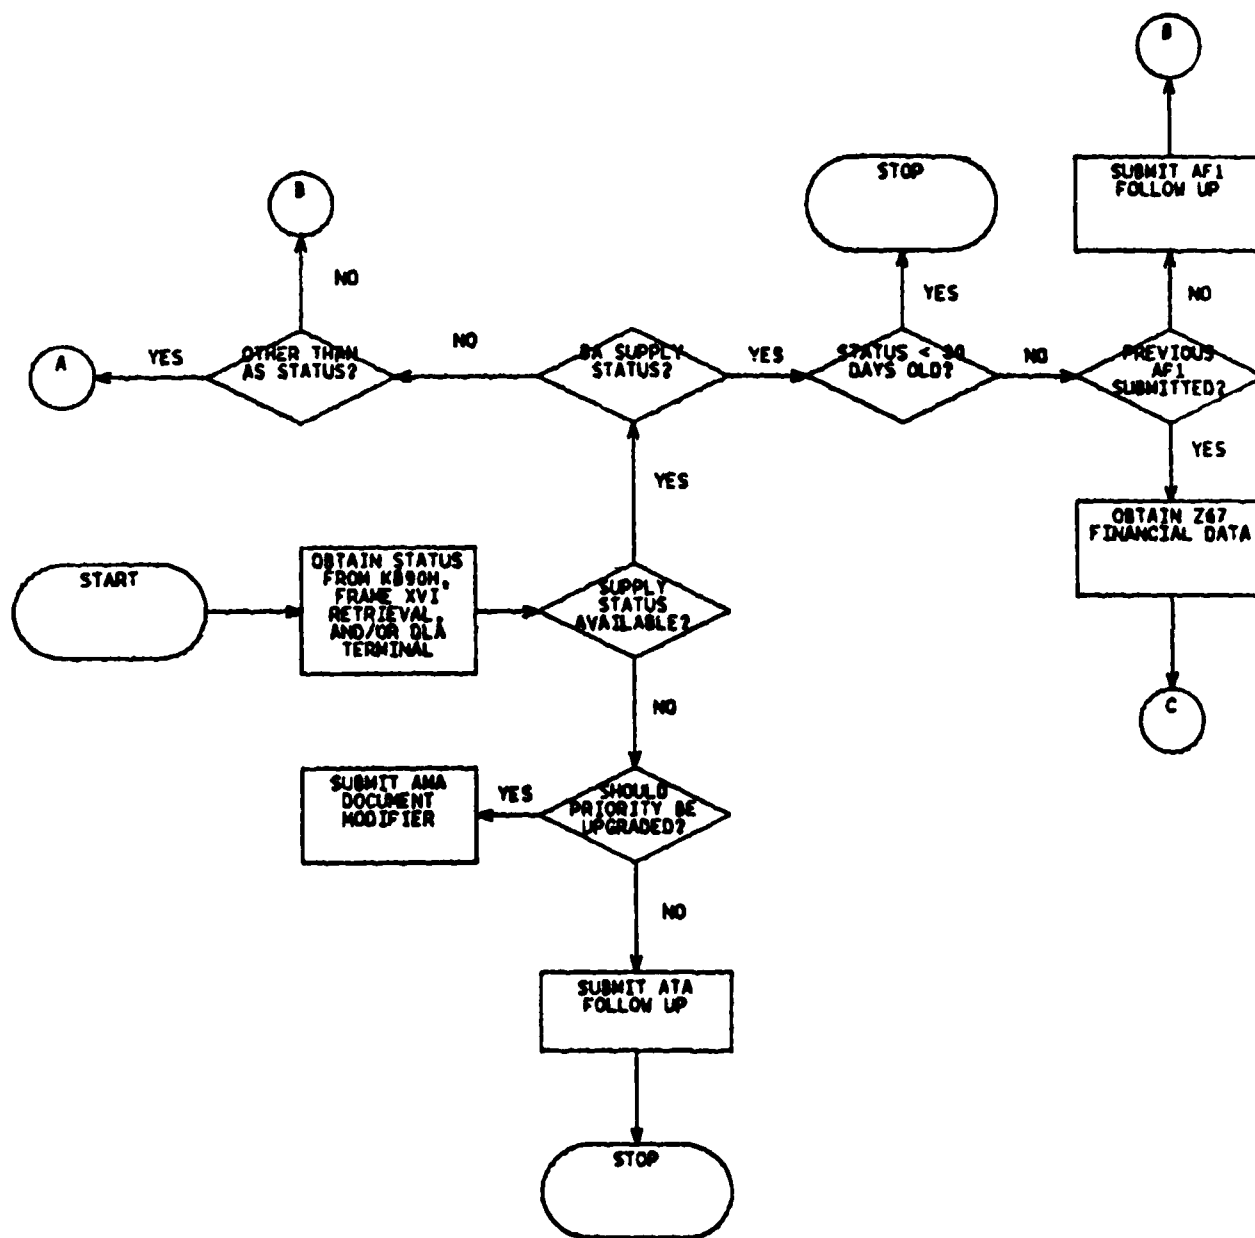 B
SUBMIT AF1
FOLLOW UP
STOP
B
NO
YES
NO
YES
OTHER THAN
AS STATUS?
A
NO
BA SUPPLY
STATUS?
YES
STATUS < 30
DAYS OLD?
NO
PREVIOUS
AF1
SUBMITTED?
YES
YES
OBTAIN Z67
FINANCIAL DATA
START
OBTAIN STATUS
FROM KB90H,
FRAME XVI
RETRIEVAL,
AND/OR DLA
TERMINAL
SUPPLY
STATUS
AVAILABLE?
NO
C
SUBMIT AMA
DOCUMENT
MODIFIER
YES
SHOULD
PRIORITY BE
UPGRADED?
NO
SUBMIT ATA
FOLLOW UP
STOP